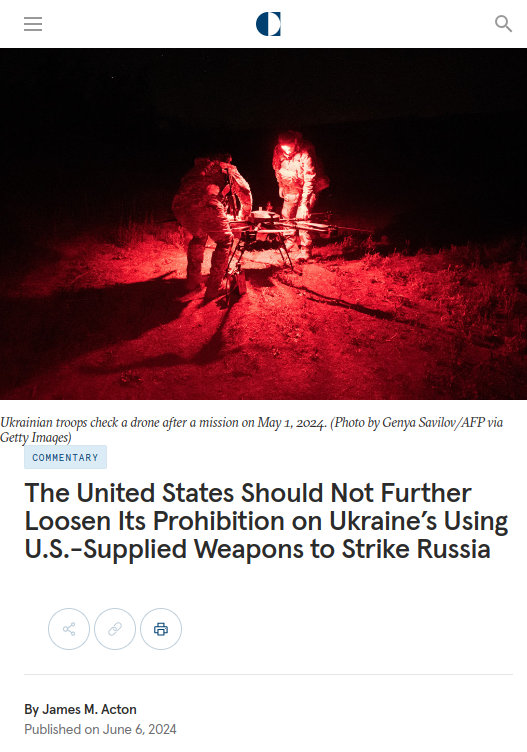 Ukrainian troops check a drone after a mission on May 1, 2024. (Photo by Genya Savilov/AFP via
Getty Images)
COMMENTARY
The United States Should Not Further
Loosen Its Prohibition on Ukraine’s Using
U.S.-Supplied Weapons to Strike Russia
By James M. Acton
Published on June 6, 2024